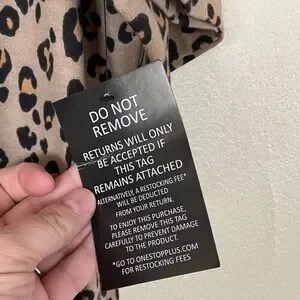 DO NOT
REMOVE
RETURNS WILL ONLY
BE ACCEPTED IF
THIS TAG
REMAINS ATTACHED
ALTERNATIVELY, A RESTOCKING FEE*
WILL BE DEDUCTED
FROM YOUR RETURN.
TO ENJOY THIS PURCHASE,
PLEASE REMOVE THIS TAG
CAREFULLY TO PREVENT DAMAGE
TO THE PRODUCT.
*GO TO ONESTOPPLUS.COM
FOR RESTOCKING FEES